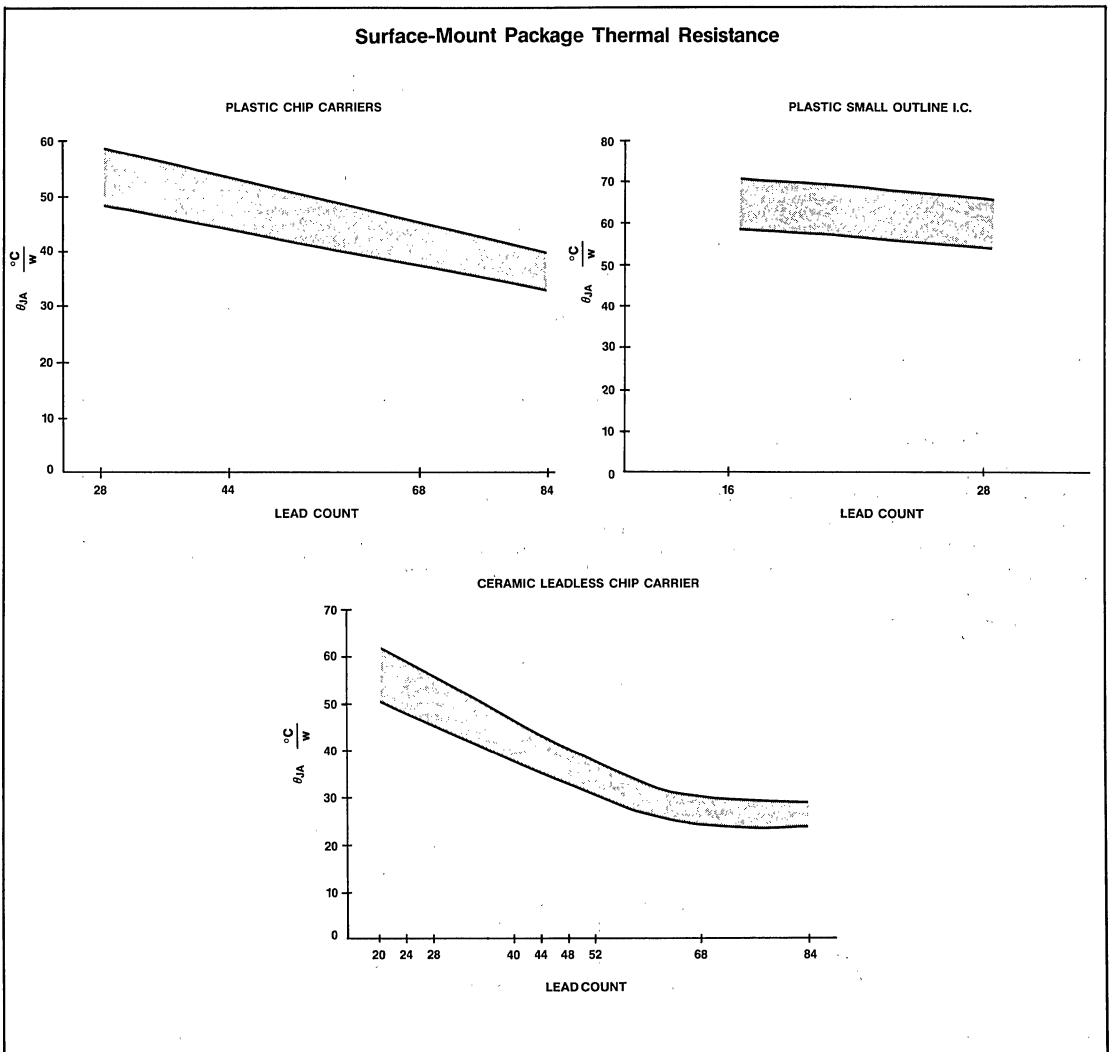 Surface-Mount Package Thermal Resistance
PLASTIC CHIP CARRIERS
60
50
40
30
20
10
0
θJA °C/W
28 44 68 84
LEAD COUNT
PLASTIC SMALL OUTLINE I.C.
80
70
60
50
40
30
20
10
0
θJA °C/W
16 28
LEAD COUNT
CERAMIC LEADLESS CHIP CARRIER
70
60
50
40
30
20
10
0
θJA °C/W
20 24 28 40 44 48 52 68 84
LEAD COUNT